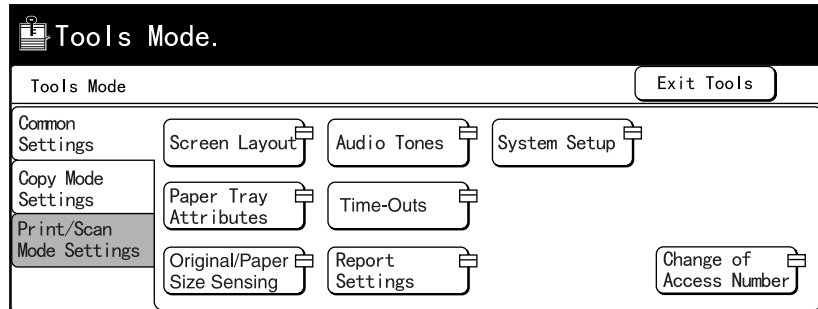 Tools Mode.
Tools Mode
Exit Tools
Common
Settings
Copy Mode
Settings
Print/Scan
Mode Settings
Screen Layout
Audio Tones
System Setup
Paper Tray
Attributes
Time-Outs
Original/Paper
Size Sensing
Report
Settings
Change of
Access Number